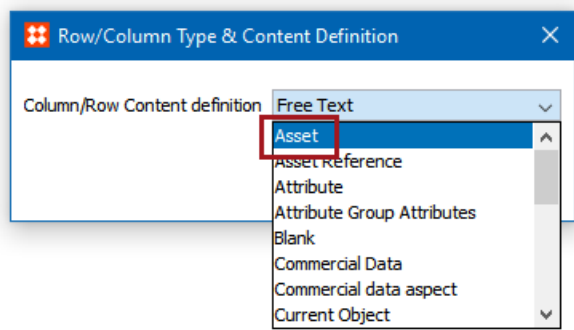 Row/Column Type & Content Definition
Column/Row Content definition Free Text
Asset
Asset Reference
Attribute
Attribute Group Attributes
Blank
Commercial Data
Commercial data aspect
Current Object